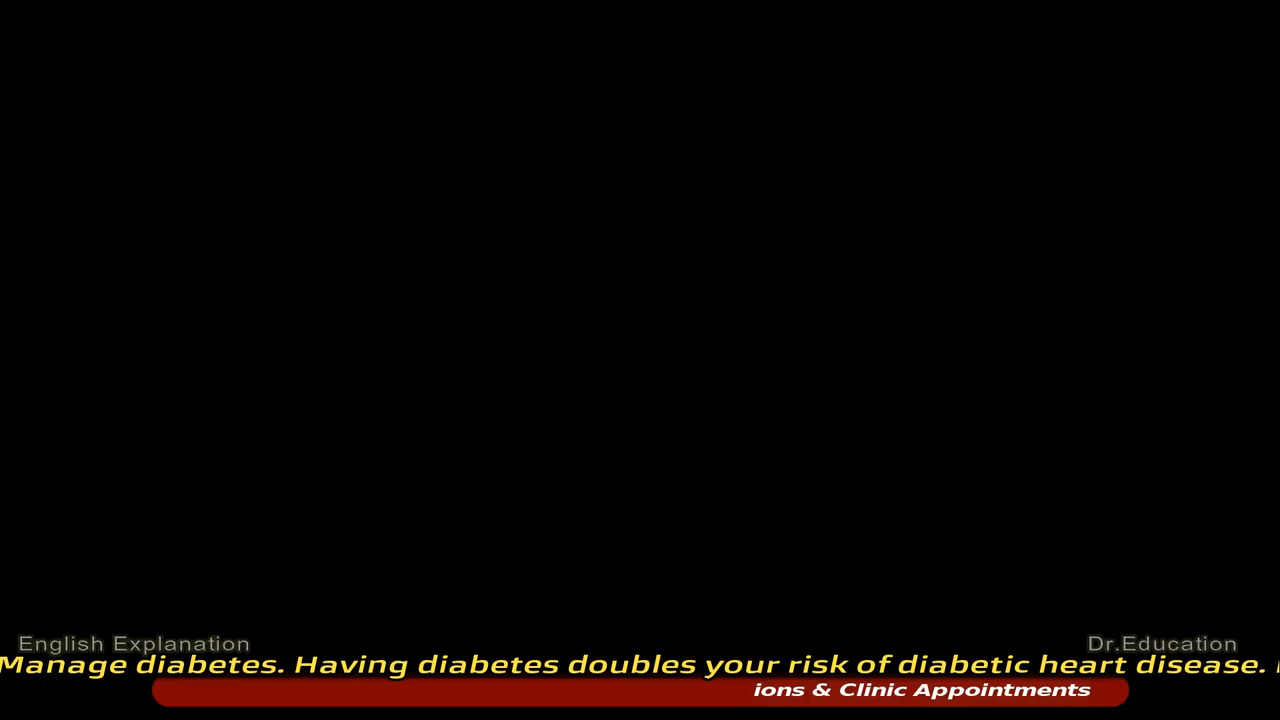 English Explanation
Dr.Education
Manage diabetes. Having diabetes doubles your risk of diabetic heart disease.
ions & Clinic Appointments